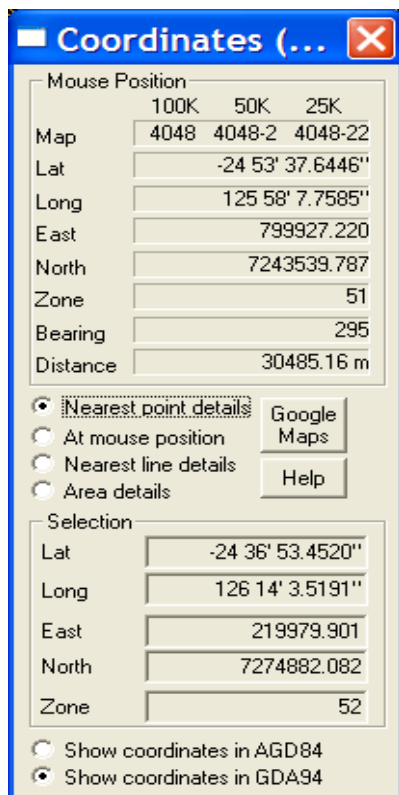 Coordinates (...
Mouse Position
100K 50K 25K
Map 4048 4048-2 4048-22
Lat -24 53' 37.6446''
Long 125 58' 7.7585''
East 799927.220
North 7243539.787
Zone 51
Bearing 295
Distance 30485.16 m
Nearest point details
At mouse position
Nearest line details
Area details
Google Maps
Help
Selection
Lat -24 36' 53.4520''
Long 126 14' 3.5191''
East 219979.901
North 7274882.082
Zone 52
Show coordinates in AGD84
Show coordinates in GDA94